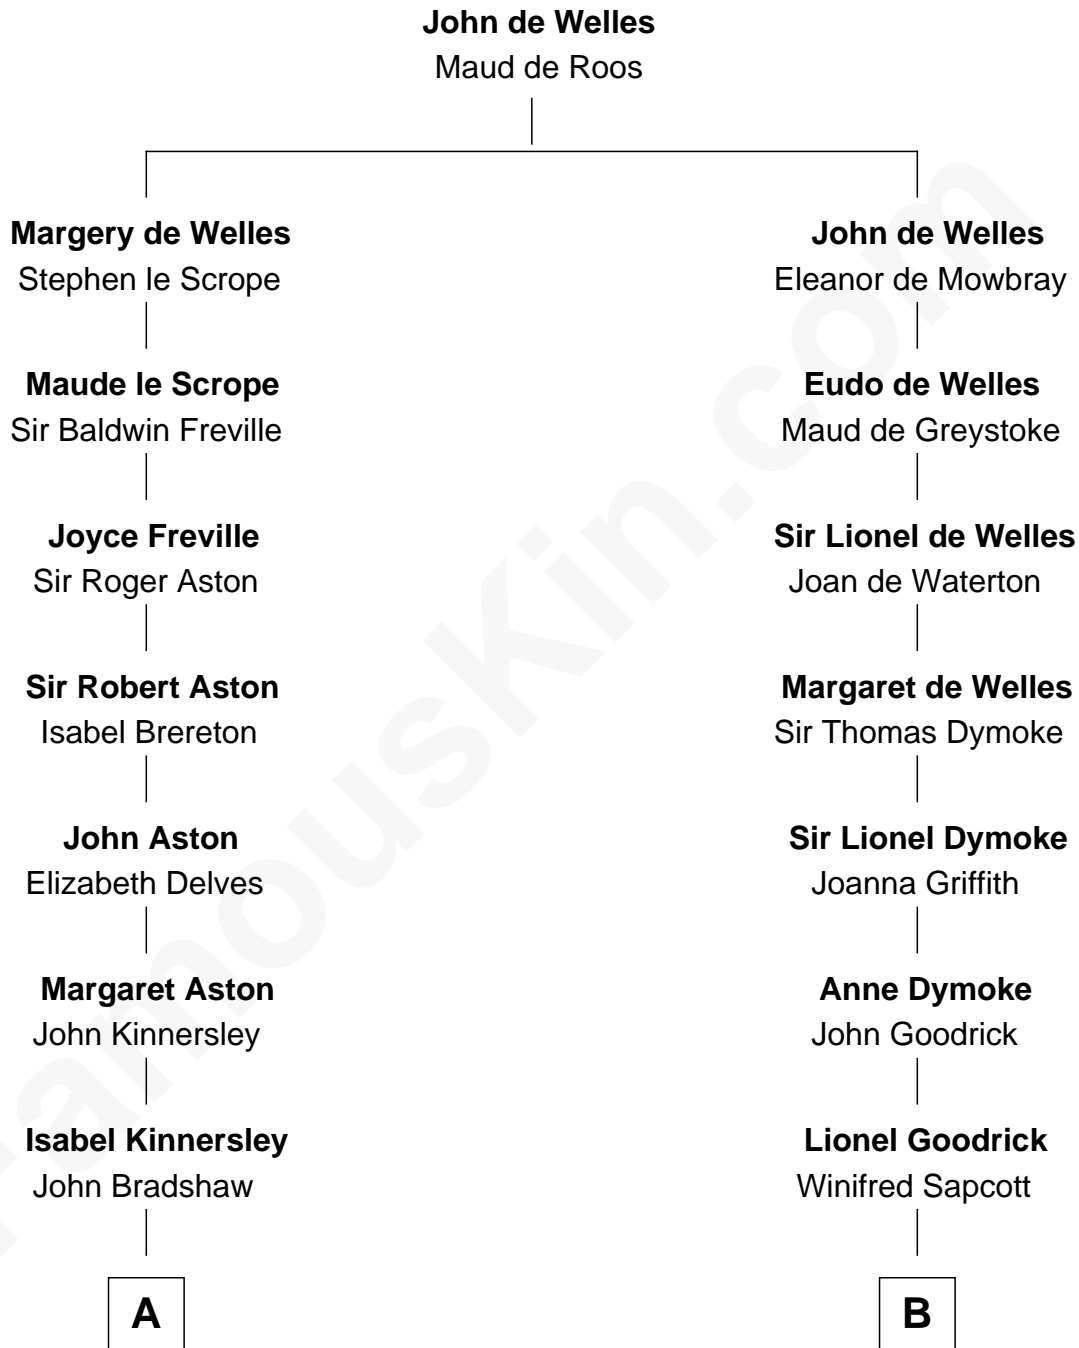 John de Welles
Maud de Roos
Margery de Welles
Stephen le Scrope
John de Welles
Eleanor de Mowbray
Maude le Scrope
Sir Baldwin Freville
Eudo de Welles
Maud de Greystoke
Joyce Freville
Sir Roger Aston
Sir Lionel de Welles
Joan de Waterton
Sir Robert Aston
Isabel Brereton
Margaret de Welles
Sir Thomas Dymoke
John Aston
Elizabeth Delves
Sir Lionel Dymoke
Joanna Griffith
Margaret Aston
John Kinnersley
Anne Dymoke
John Goodrick
Isabel Kinnersley
John Bradshaw
Lionel Goodrick
Winifred Sapcott
A
B
FamousKin.com